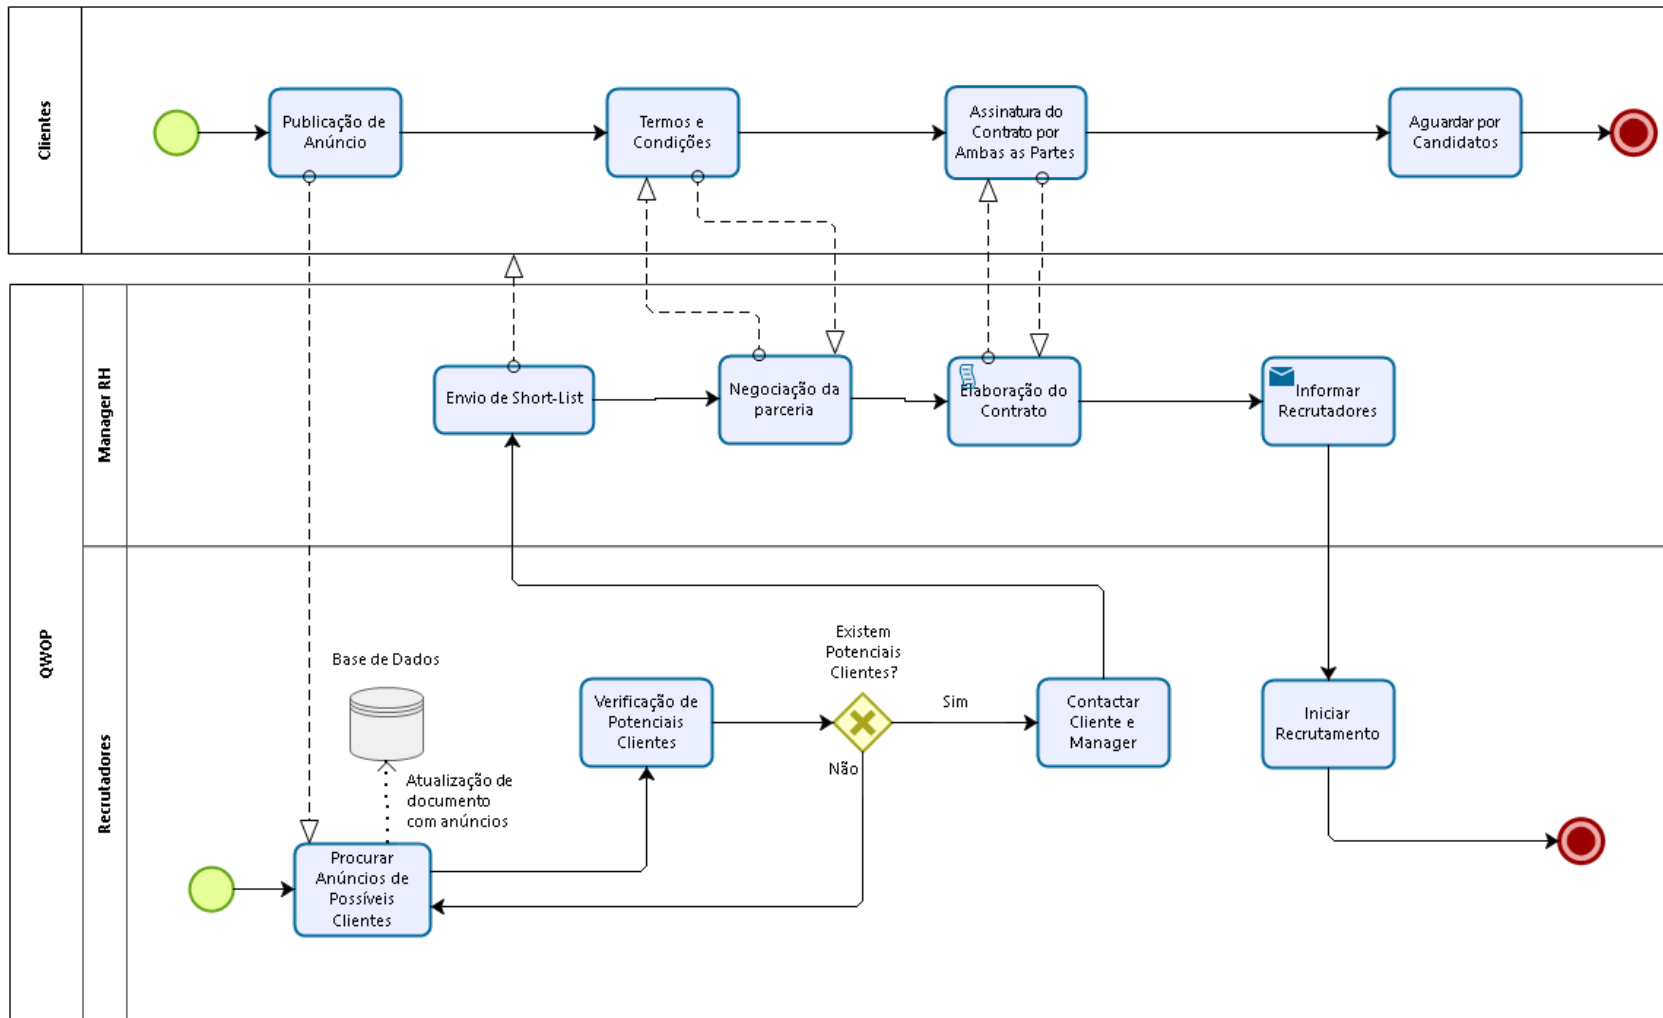 Clientes
Publicação de
Anúncio
Termos e
Condições
Assinatura do
Contrato por
Ambas as Partes
Aguardar por
Candidatos
QWOP
Manager RH
Envio de Short-List
Negociação da
parceria
Elaboração do
Contrato
Informar
Recrutadores
Recrutadores
Base de Dados
Atualização de
documento
com anúncios
Procurar
Anúncios de
Possíveis
Clientes
Verificação de
Potenciais
Clientes
Existem
Potenciais
Clientes?
Sim
Não
Contactar
Cliente e
Manager
Iniciar
Recrutamento